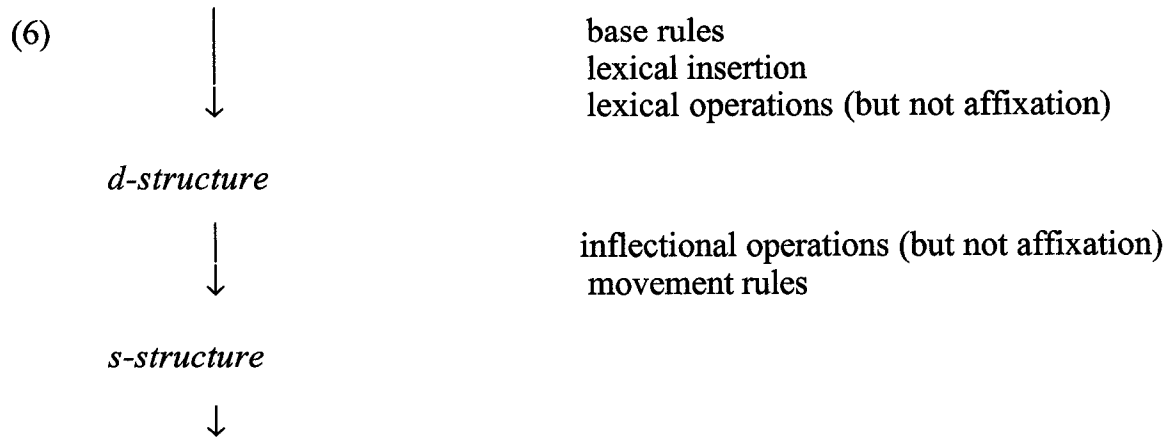 (6) base rules
lexical insertion
lexical operations (but not affixation)
d-structure
inflectional operations (but not affixation)
movement rules
s-structure